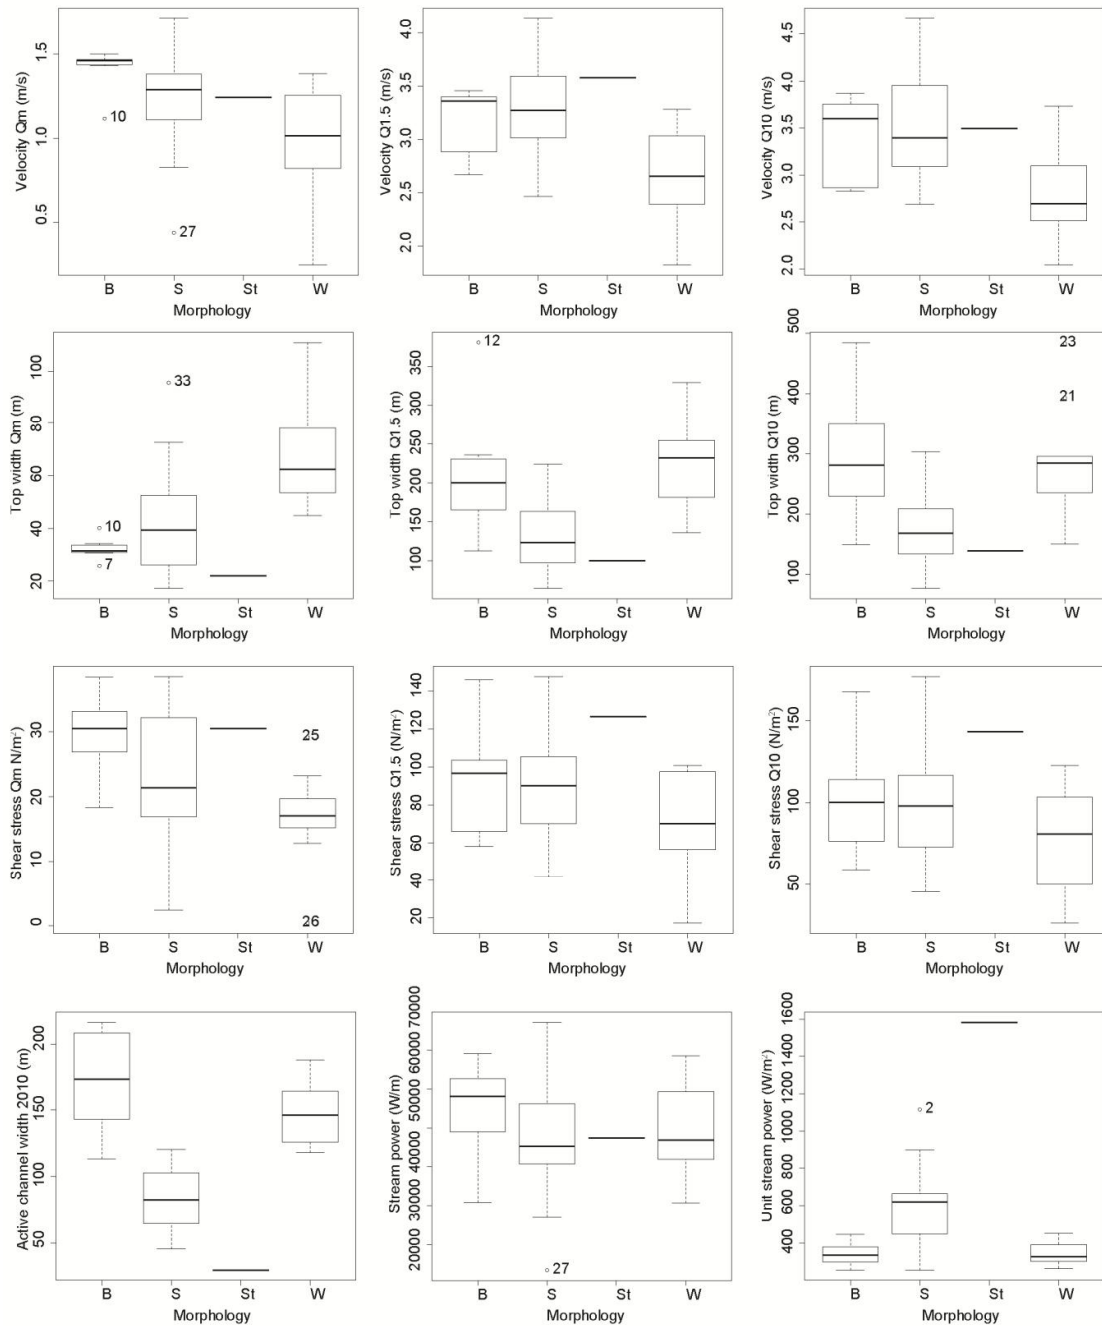 Velocity Qm (m/s)
0.5 1.0 1.5
10
27
B S St W
Morphology
Velocity Q1.5 (m/s)
2.0 2.5 3.0 3.5 4.0
B S St W
Morphology
Velocity Q10 (m/s)
2.0 2.5 3.0 3.5 4.0 4.5
B S St W
Morphology
Top width Qm (m)
20 40 60 80 100
33
10
7
B S St W
Morphology
Top width Q1.5 (m)
100 150 200 250 300 350
12
B S St W
Morphology
Top width Q10 (m)
100 200 300 400 500
23
21
B S St W
Morphology
Shear stress Qm N/m²)
0 10 20 30
25
26
B S St W
Morphology
Shear stress Q1.5 (N/m²)
20 40 60 80 100 120 140
B S St W
Morphology
Shear stress Q10 (N/m²)
50 100 150
B S St W
Morphology
Active channel width 2010 (m)
50 100 150 200
B S St W
Morphology
Stream power (W/m)
20000 30000 40000 50000 60000 70000
27
B S St W
Morphology
Unit stream power (W/m²)
400 600 800 1000 1200 1400 1600
2
B S St W
Morphology